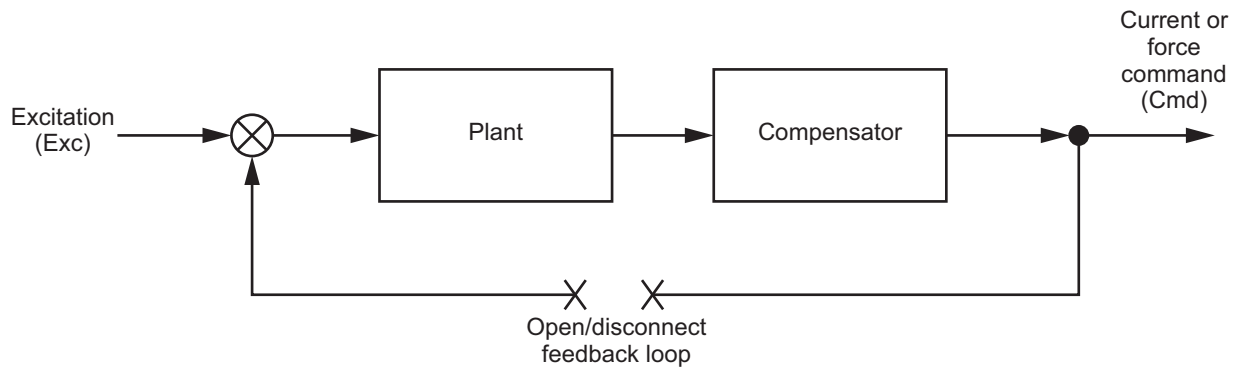 Current or
force
command
(Cmd)
Excitation
(Exc)
Plant
Compensator
Open/disconnect
feedback loop